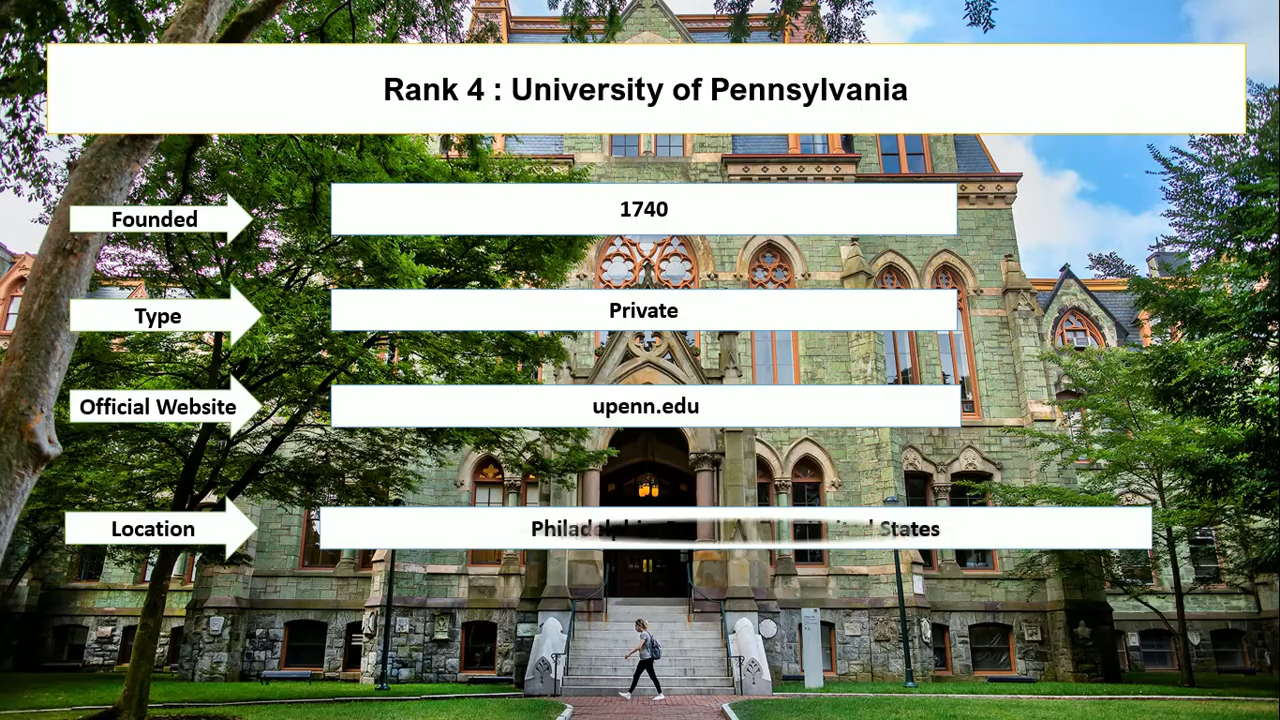 Rank 4 : University of Pennsylvania
Founded
1740
Type
Private
Official Website
upenn.edu
Location
States